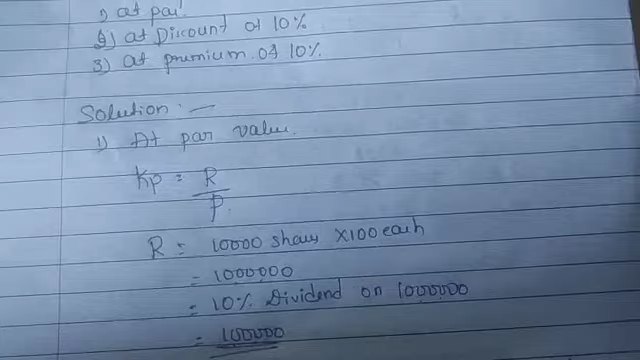 1) at par.
2) at Discount of 10%
3) at premium of 10%.
Solution :-
1) At par value.
Kp = R
P.
R = 10000 shares X100 each
= 1000000
= 10% Dividend on 1000000
= 100000